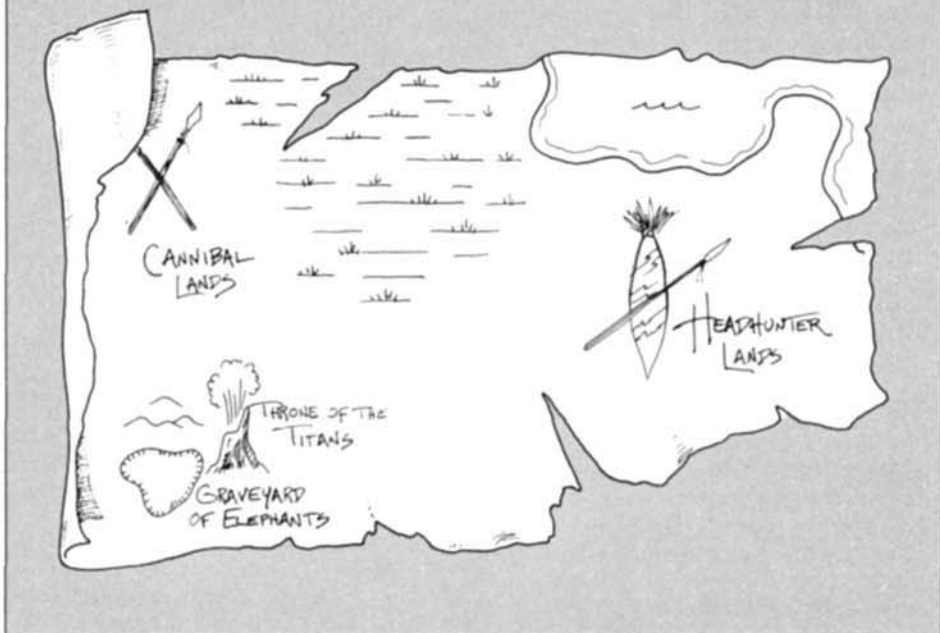 CANNIBAL
LANDS
HEADHUNTER
LANDS
THRONE OF THE
TITANS
GRAVEYARD
OF ELEPHANTS